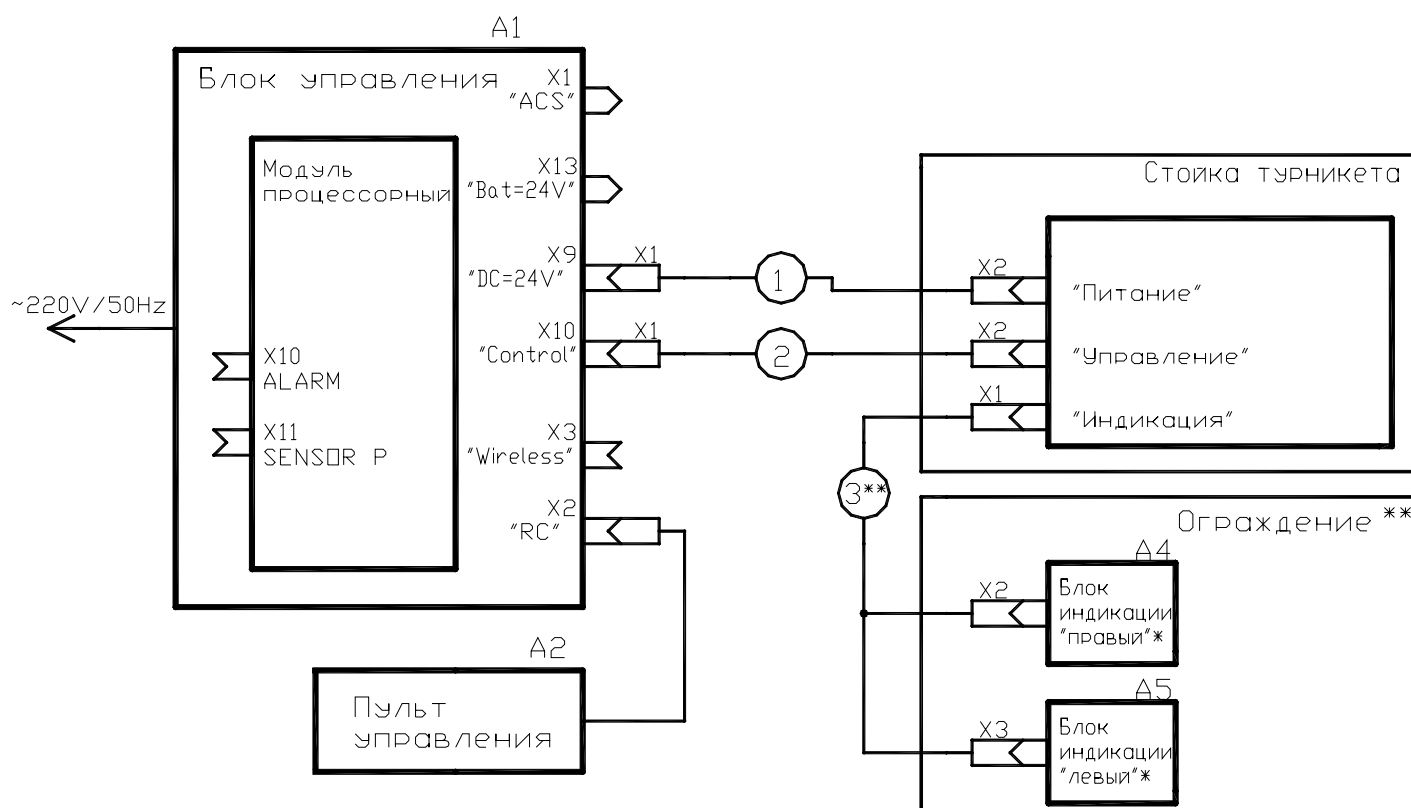 A1
Блок управления
X1
"ACS"
X13
"Bat=24V"
Модуль
процессорный
X9
"DC=24V"
X1
1
~220V/50Hz
X10
"Control"
X1
2
X10
ALARM
X11
SENSOR P
X3
"Wireless"
X2
"RC"
A2
Пульт
управления
Стойка турникета
X2
"Питание"
X2
"Управление"
X1
"Индикация"
3**
Ограждение **
A4
X2
Блок
индикации
"правый"*
A5
X3
Блок
индикации
"левый"*